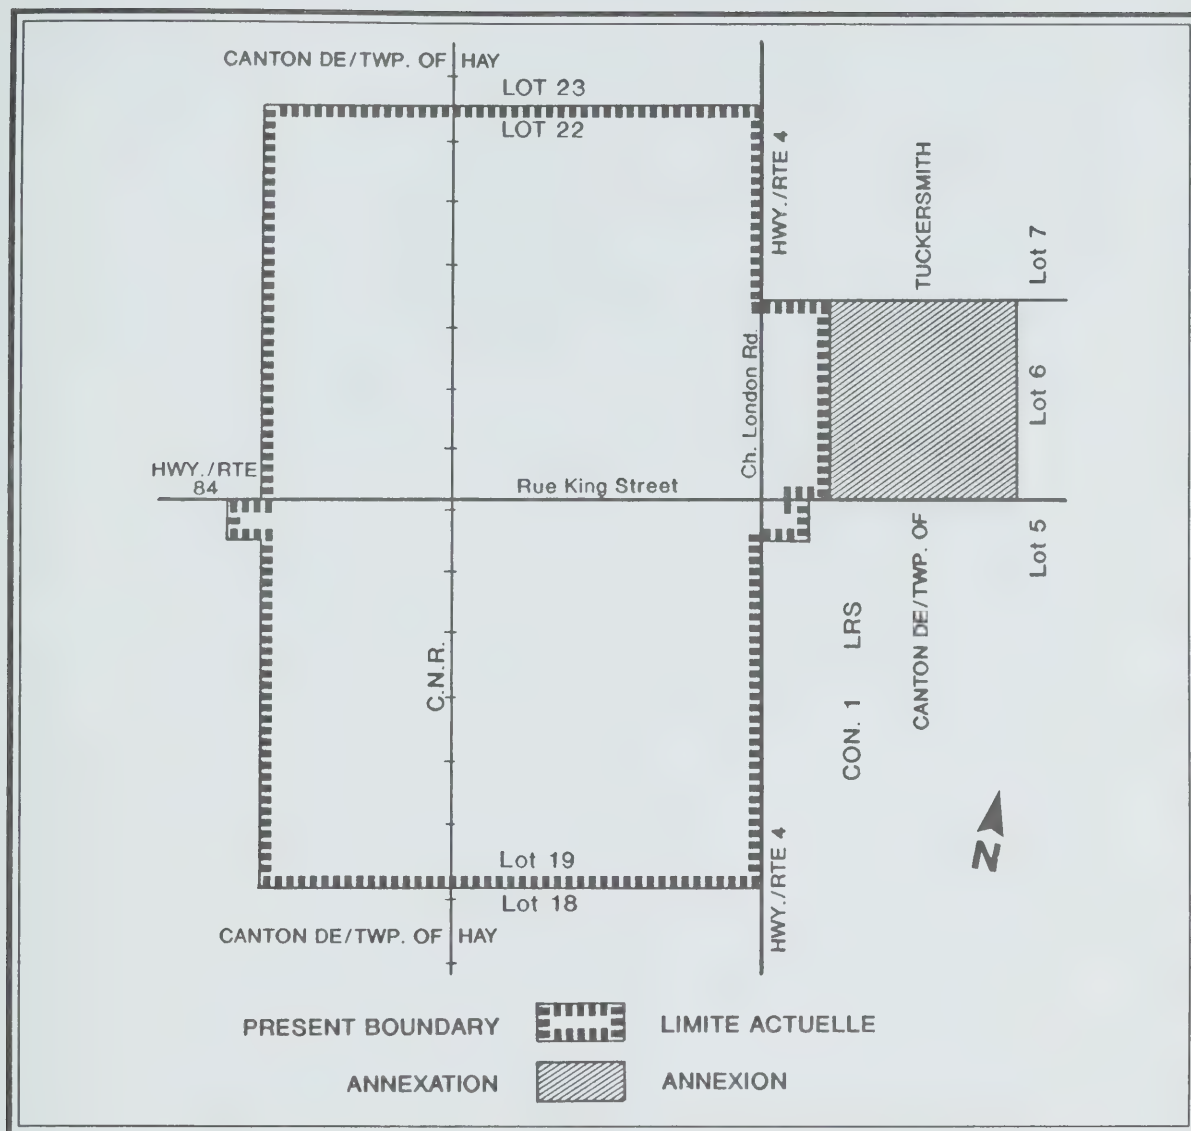 CANTON DE/TWP. OF HAY
LOT 23
LOT 22
HWY./RTE 4
TUCKERSMITH
Lot 7
Ch. London Rd.
Lot 6
HWY./RTE
84
Rue King Street
Lot 5
CANTON DE/TWP. OF
CON. 1 LRS
C.N.R.
N
HWY./RTE 4
Lot 19
Lot 18
CANTON DE/TWP. OF HAY
PRESENT BOUNDARY LIMITE ACTUELLE
ANNEXATION ANNEXION